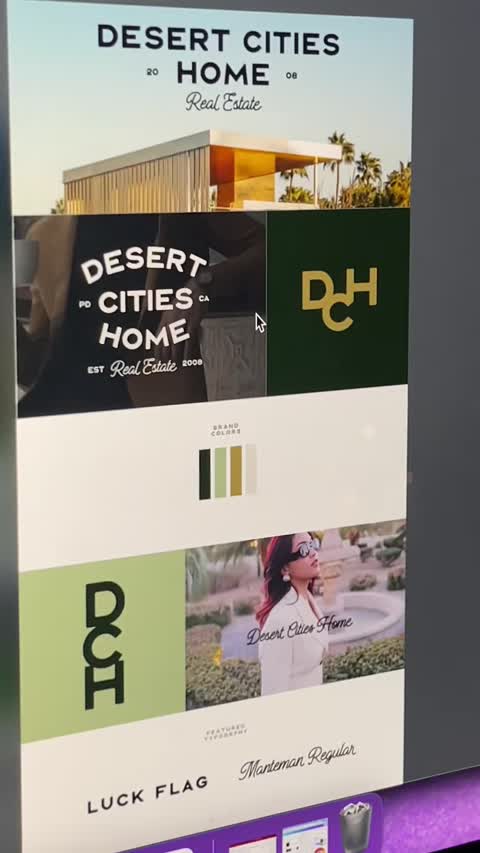 DESERT CITIES
20 HOME 08
Real Estate
DESERT
PD CITIES CA
HOME
EST Real Estate 2008
DCH
BRAND
COLORS
DCH
Desert Cities Home
FEATURED
TYPOGRPHY
LUCK FLAG
Manteman Regular